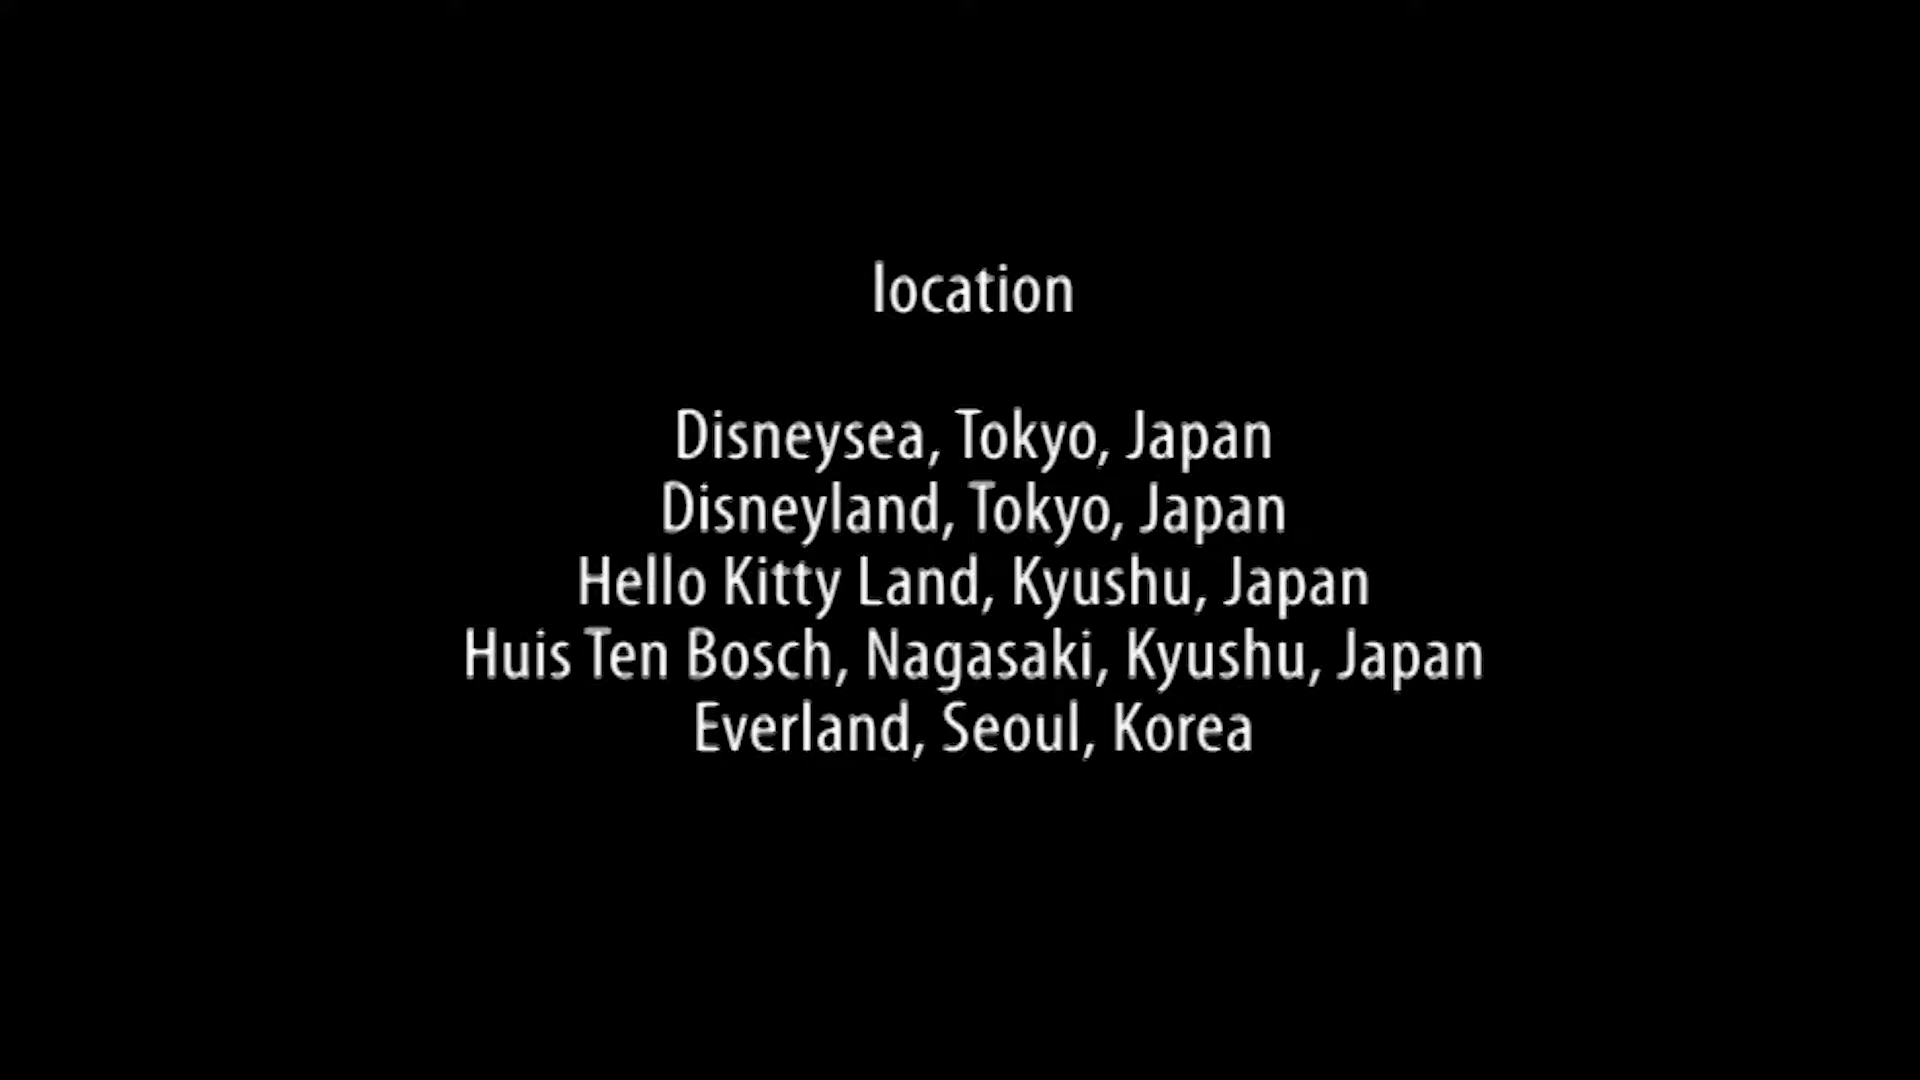 location
Disneysea, Tokyo, Japan
Disneyland, Tokyo, Japan
Hello Kitty Land, Kyushu, Japan
Huis Ten Bosch, Nagasaki, Kyushu, Japan
Everland, Seoul, Korea